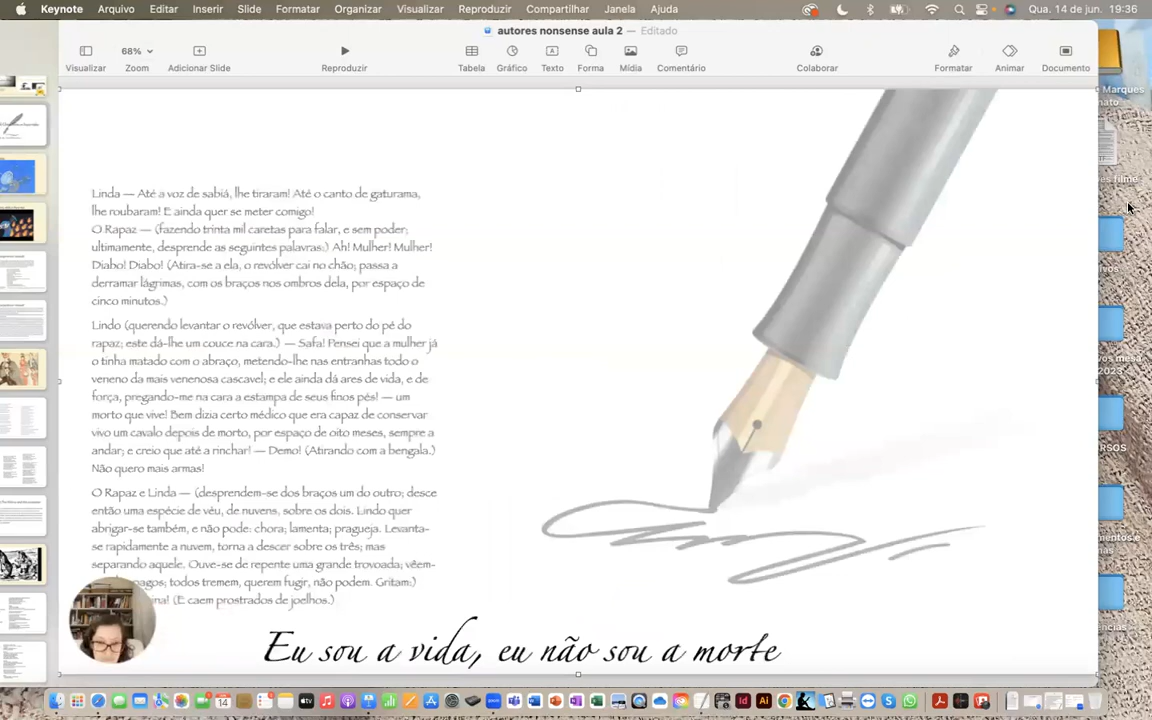 Keynote Arquivo Editar Inserir Slide Formatar Organizar Visualizar Reproduzir Compartilhar Janela Ajuda Qua. 14 de jun. 19:36
autores nonsense aula 2 — Editado
68%
Visualizar Zoom Adicionar Slide Reproduzir Tabela Gráfico Texto Forma Mídia Comentário Colaborar Formatar Animar Documento
Marques
Linda — Até a voz de sabiá, lhe tiraram! Até o canto de gaturama,
lhe roubaram! E ainda quer se meter comigo!
O Rapaz — (fazendo trinta mil caretas para falar, e sem poder;
ultimamente, desprende as seguintes palavras:) Ah! Mulher! Mulher!
Diabo! Diabo! (Atira-se a ela, o revólver cai no chão; passa a
derramar lágrimas, com os braços nos ombros dela, por espaço de
cinco minutos.)
Lindo (querendo levantar o revólver, que estava perto do pé do
rapaz; este dá-lhe um couce na cara.) — Safa! Pensei que a mulher já
o tinha matado com o abraço, metendo-lhe nas entranhas todo o
veneno da mais venenosa cascavel; e ele ainda dá ares de vida, e de
força, pregando-me na cara a estampa de seus finos pés! — um
morto que vive! Bem dizia certo médico que era capaz de conservar
vivo um cavalo depois de morto, por espaço de oito meses, sempre a
andar; e creio que até a rinchar! — Demo! (Atirando com a bengala.)
Não quero mais armas!
O Rapaz e Linda — (desprendem-se dos braços um do outro; desce
então uma espécie de véu, de nuvens, sobre os dois. Lindo quer
abrigar-se também, e não pode: chora; lamenta; pragueja. Levanta-
se rapidamente a nuvem, torna a descer sobre os três; mas
separando aquele. Ouve-se de repente uma grande trovoada; vêem-
todos tremem, querem fugir, não podem. Gritam:)
(E caem prostrados de joelhos.)
Eu sou a vida, eu não sou a morte
filme
2023
14